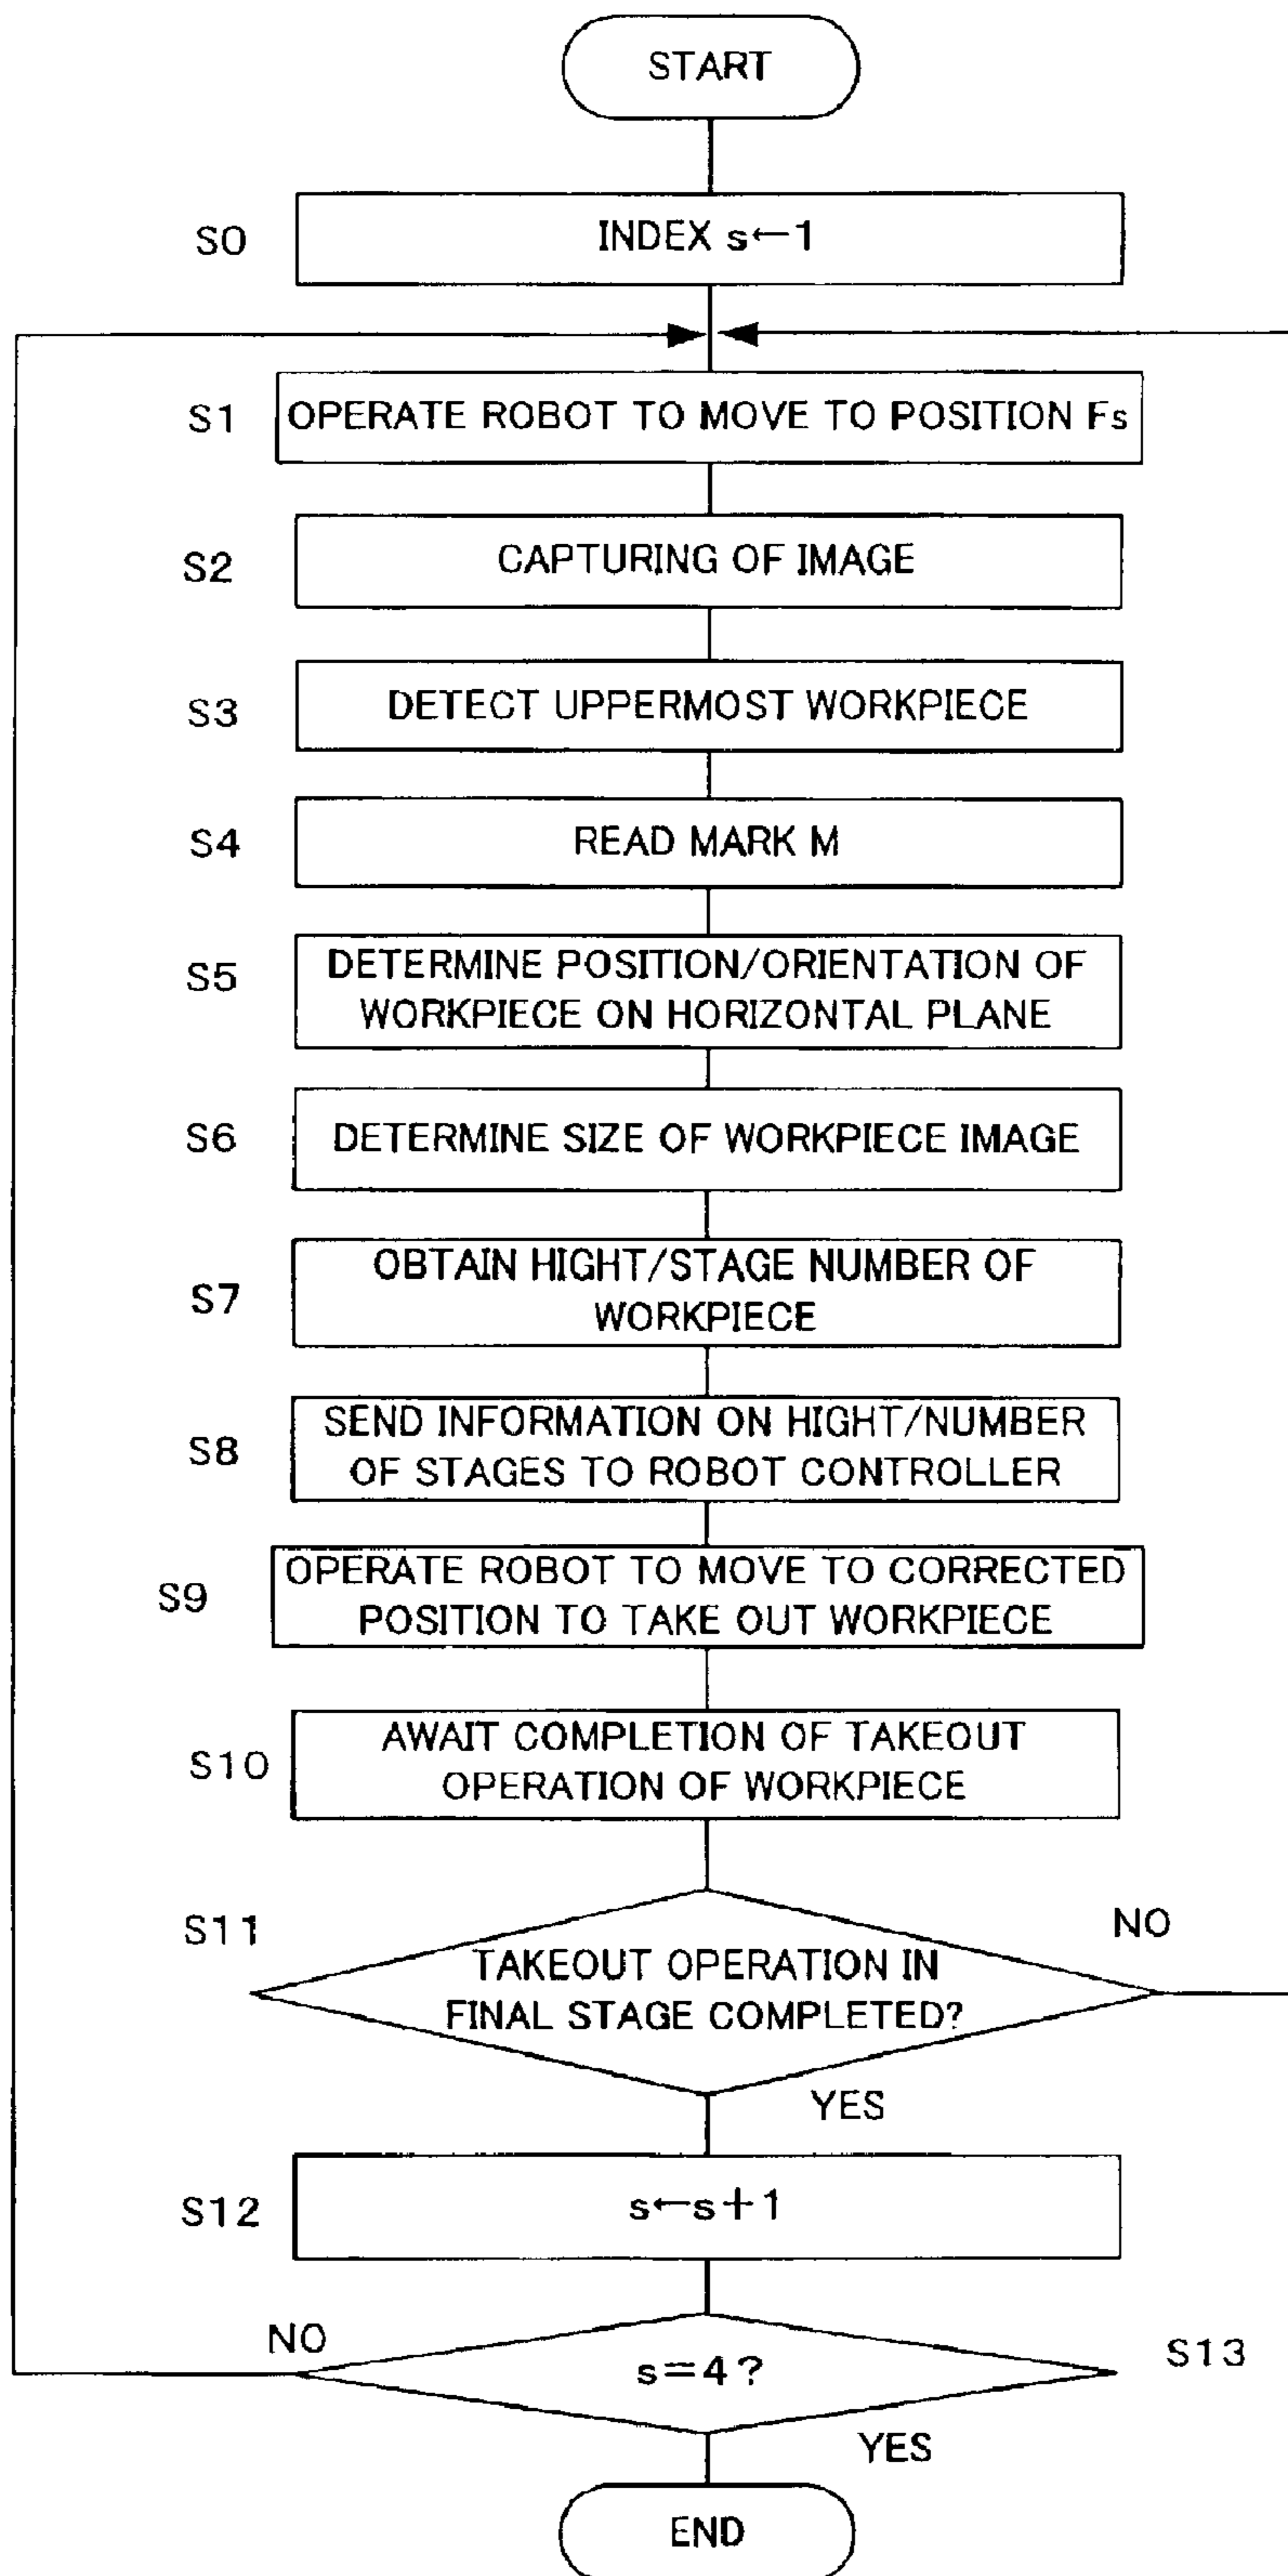 START
S0
INDEX s←1
S1
OPERATE ROBOT TO MOVE TO POSITION Fs
S2
CAPTURING OF IMAGE
S3
DETECT UPPERMOST WORKPIECE
S4
READ MARK M
S5
DETERMINE POSITION/ORIENTATION OF
WORKPIECE ON HORIZONTAL PLANE
S6
DETERMINE SIZE OF WORKPIECE IMAGE
S7
OBTAIN HIGHT/STAGE NUMBER OF
WORKPIECE
S8
SEND INFORMATION ON HIGHT/NUMBER
OF STAGES TO ROBOT CONTROLLER
S9
OPERATE ROBOT TO MOVE TO CORRECTED
POSITION TO TAKE OUT WORKPIECE
S10
AWAIT COMPLETION OF TAKEOUT
OPERATION OF WORKPIECE
S11
NO
TAKEOUT OPERATION IN
FINAL STAGE COMPLETED?
YES
S12
s←s+1
NO
s=4?
S13
YES
END